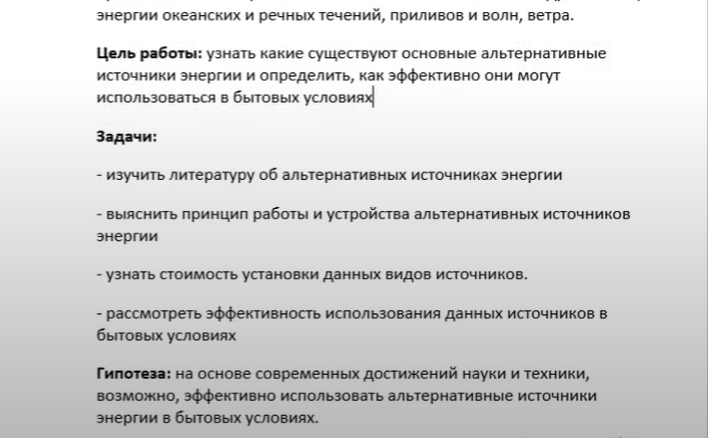 энергии океанских и речных течений, приливов и волн, ветра.
Цель работы: узнать какие существуют основные альтернативные
источники энергии и определить, как эффективно они могут
использоваться в бытовых условиях
Задачи:
- изучить литературу об альтернативных источниках энергии
- выяснить принцип работы и устройства альтернативных источников
энергии
- узнать стоимость установки данных видов источников.
- рассмотреть эффективность использования данных источников в
бытовых условиях
Гипотеза: на основе современных достижений науки и техники,
возможно, эффективно использовать альтернативные источники
энергии в бытовых условиях.